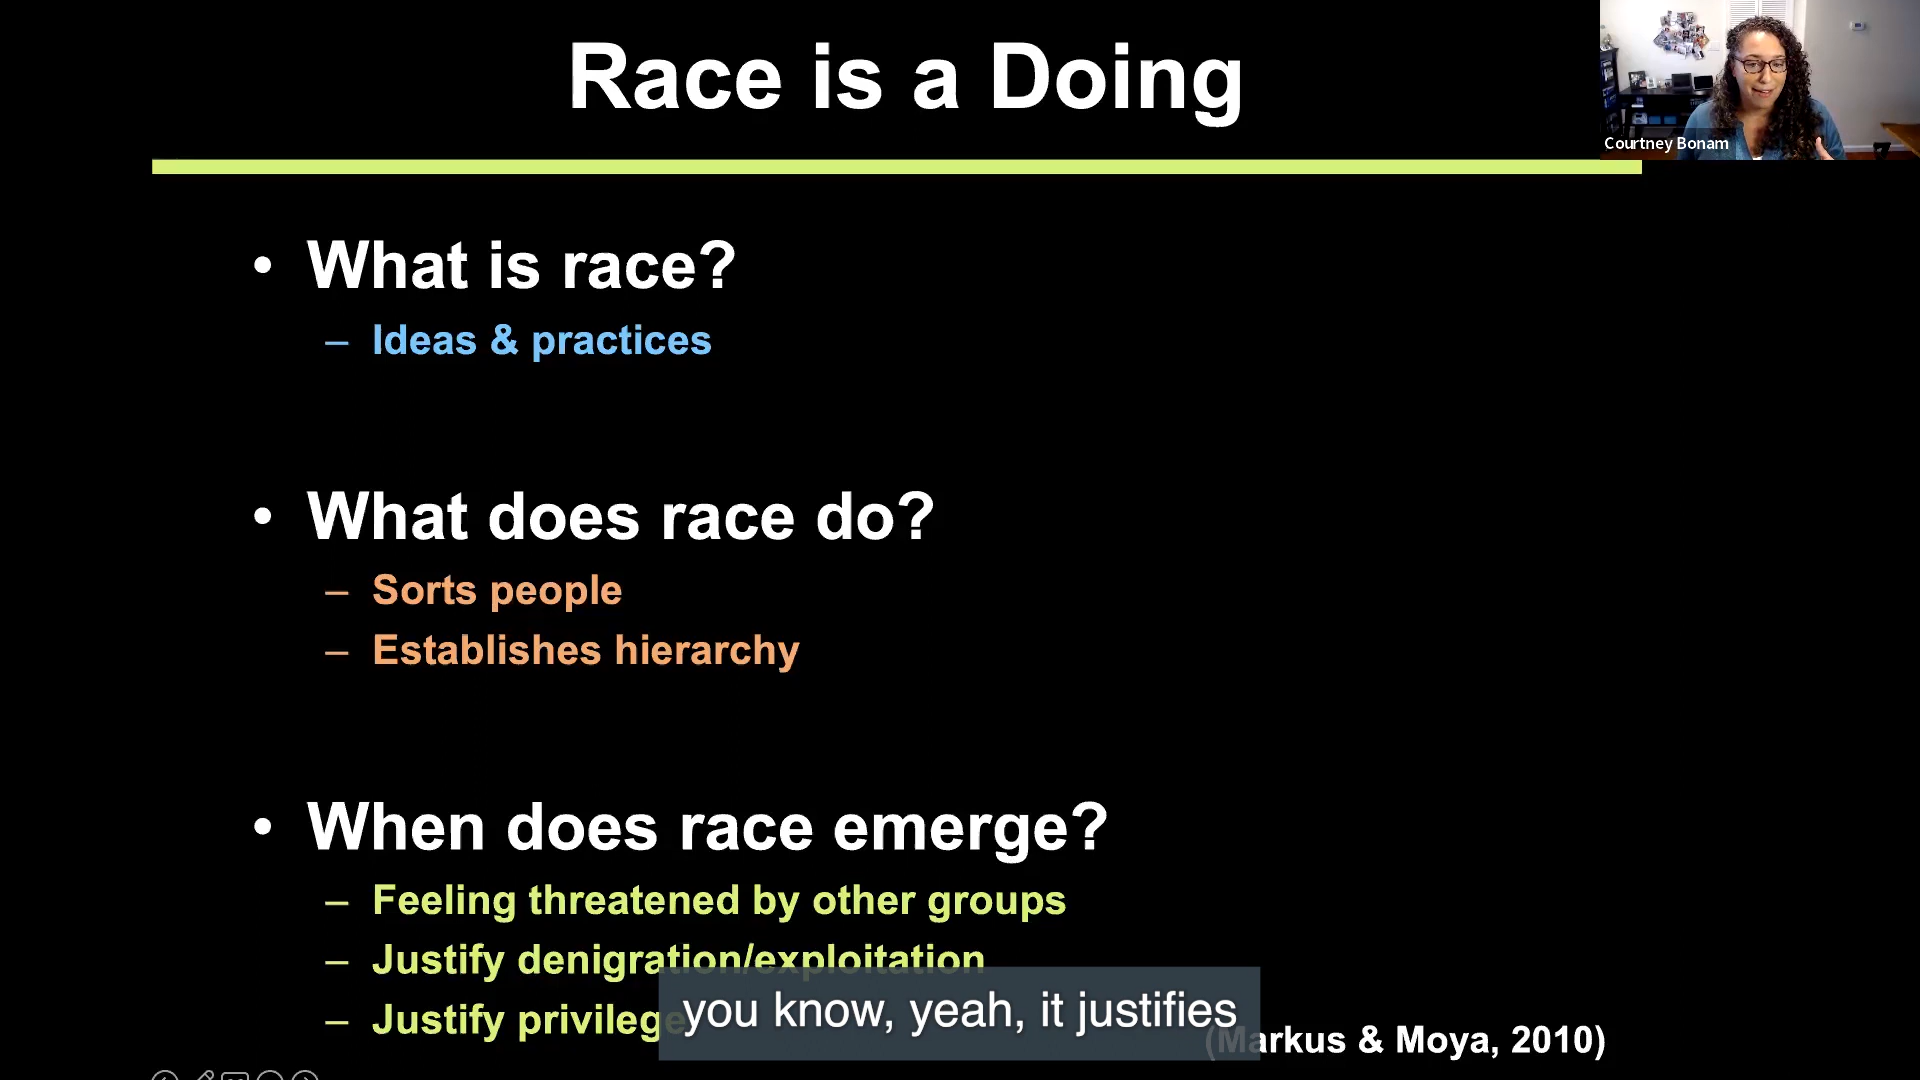 Race is a Doing
Courtney Bonam
• What is race?
– Ideas & practices
• What does race do?
– Sorts people
– Establishes hierarchy
• When does race emerge?
– Feeling threatened by other groups
– Justify denigration/exploitation
– Justify privilege
you know, yeah, it justifies
(Markus & Moya, 2010)